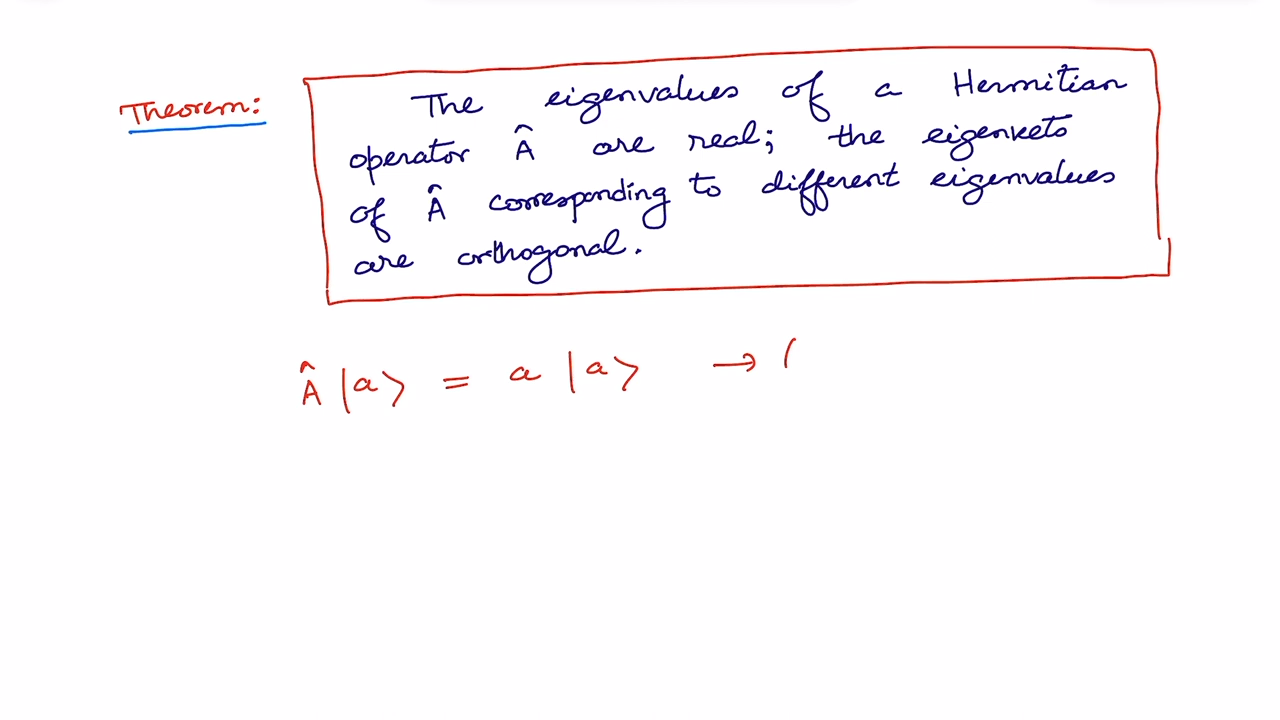 Theorem:
The eigenvalues of a Hermitian
operator Â are real; the eigenkets
of Â corresponding to different eigenvalues
are orthogonal.
Â |a⟩ = a |a⟩ → (